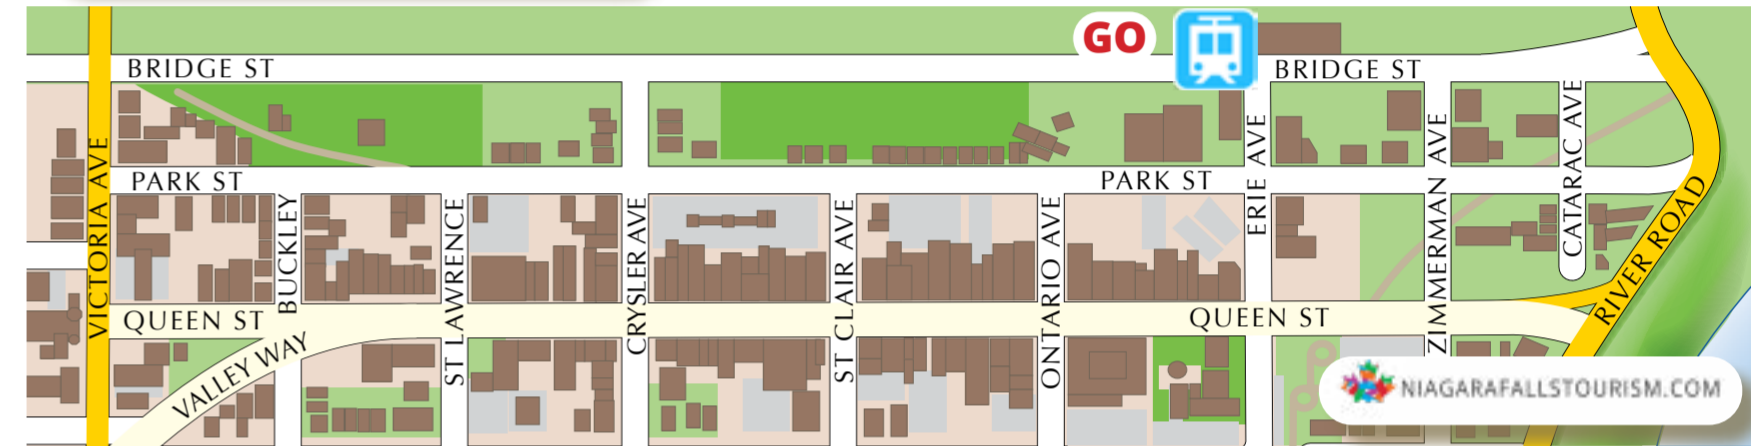 GO
BRIDGE ST
BRIDGE ST
VICTORIA AVE
PARK ST
PARK ST
BUCKLEY
ST LAWRENCE
CRYSLER AVE
ST CLAIR AVE
ONTARIO AVE
ERIE AVE
ZIMMERMAN AVE
CATARAC AVE
RIVER ROAD
QUEEN ST
QUEEN ST
VALLEY WAY
NIAGARAFALLSTOURISM.COM